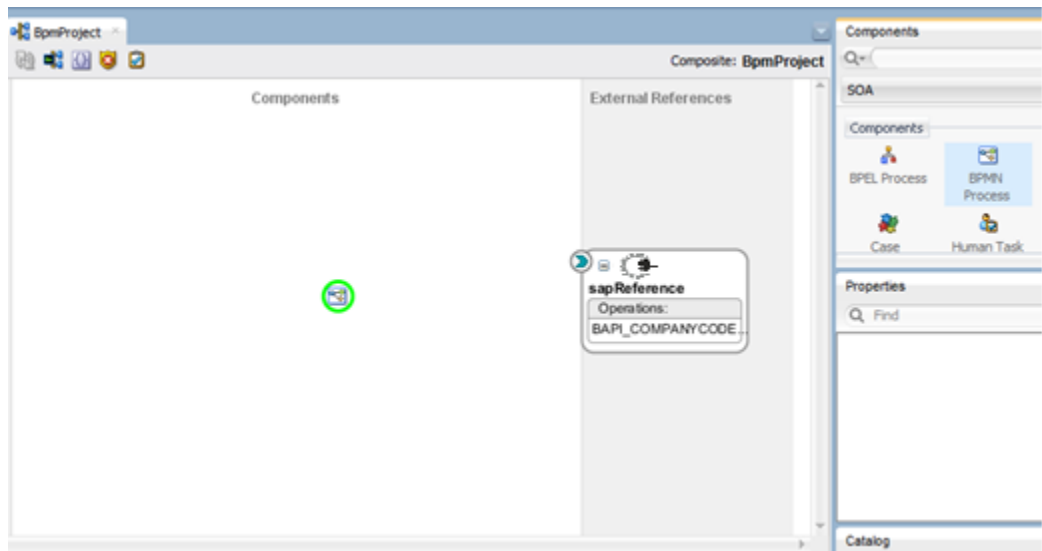 BpmProject
Composite: BpmProject
Components
External References
sapReference
Operations:
BAPI_COMPANYCODE...
Components
SOA
Components
BPEL Process
BPMN
Process
Case
Human Task
Properties
Find
Catalog